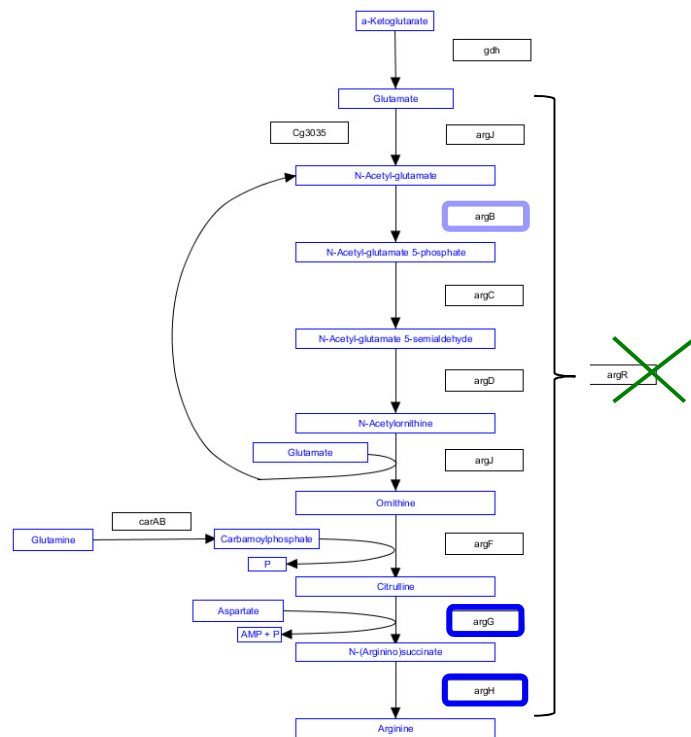 a-Ketoglutarate
gdh
Glutamate
Cg3035
argJ
N-Acetyl-glutamate
argB
N-Acetyl-glutamate 5-phosphate
argC
N-Acetyl-glutamate 5-semialdehyde
argD
argR
N-Acetylornithine
Glutamate
argJ
Ornithine
carAB
Glutamine
Carbamoylphosphate
argF
P
Citrulline
Aspartate
argG
AMP + P
N-(Arginino)succinate
argH
Arginine